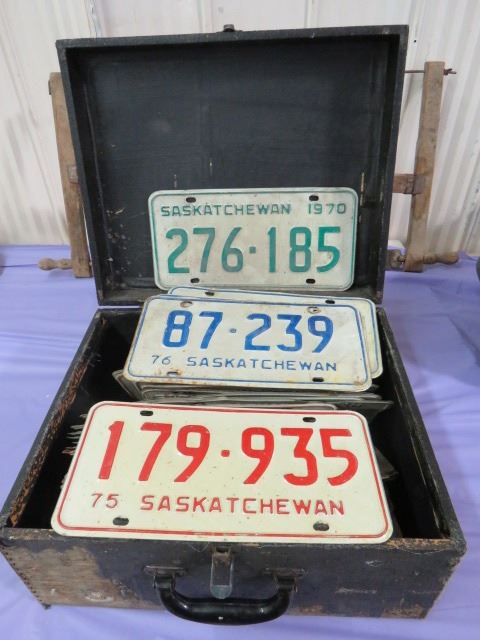 SASKATCHEWAN 1970
276·185
87·239
76 SASKATCHEWAN
179·935
75 SASKATCHEWAN